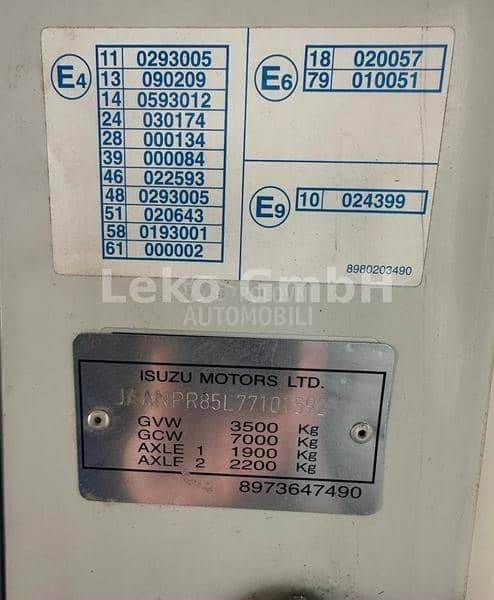 E4
11 0293005
13 090209
14 0593012
24 030174
28 000134
39 000084
46 022593
48 0293005
51 020643
58 0193001
61 000002
E6
18 020057
79 010051
E9
10 024399
8980203490
Leko GmbH
AUTOMOBILI
ISUZU MOTORS LTD.
GVW 3500 Kg
GCW 7000 Kg
AXLE 1 1900 Kg
AXLE 2 2200 Kg
8973647490